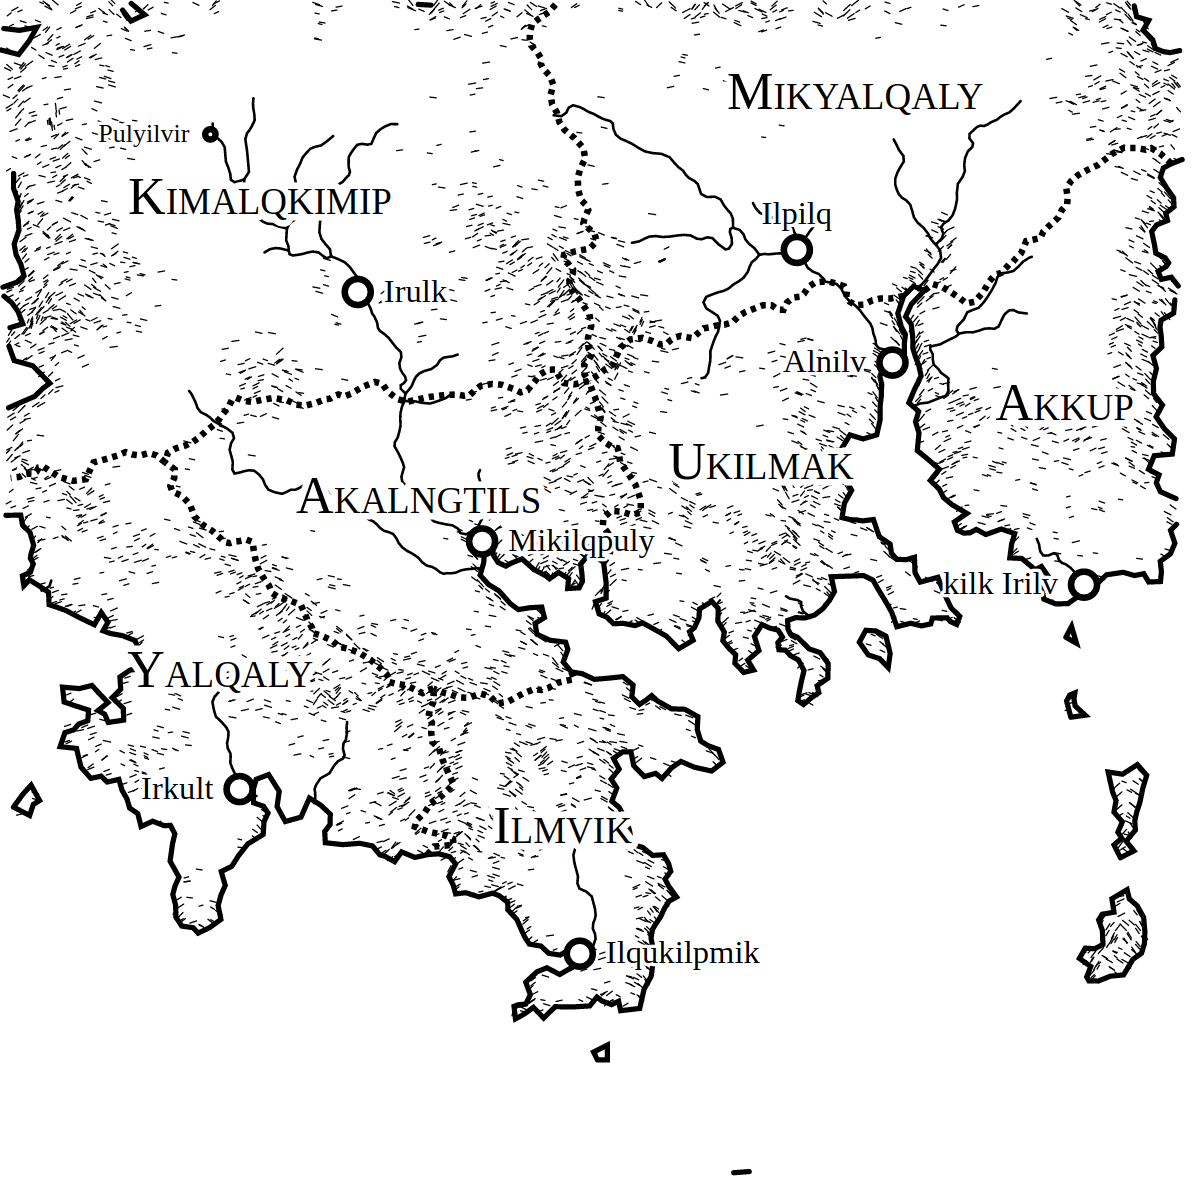 MIKYALQALY
Pulyilvir
KIMALQKIMIP
Ilpilq
Irulk
Alnilv
AKKUP
UKILMAK
AKALNGTILS
Mikilqpuly
kilk Irilv
YALQALY
Irkult
ILMVIK
Ilqukilpmik